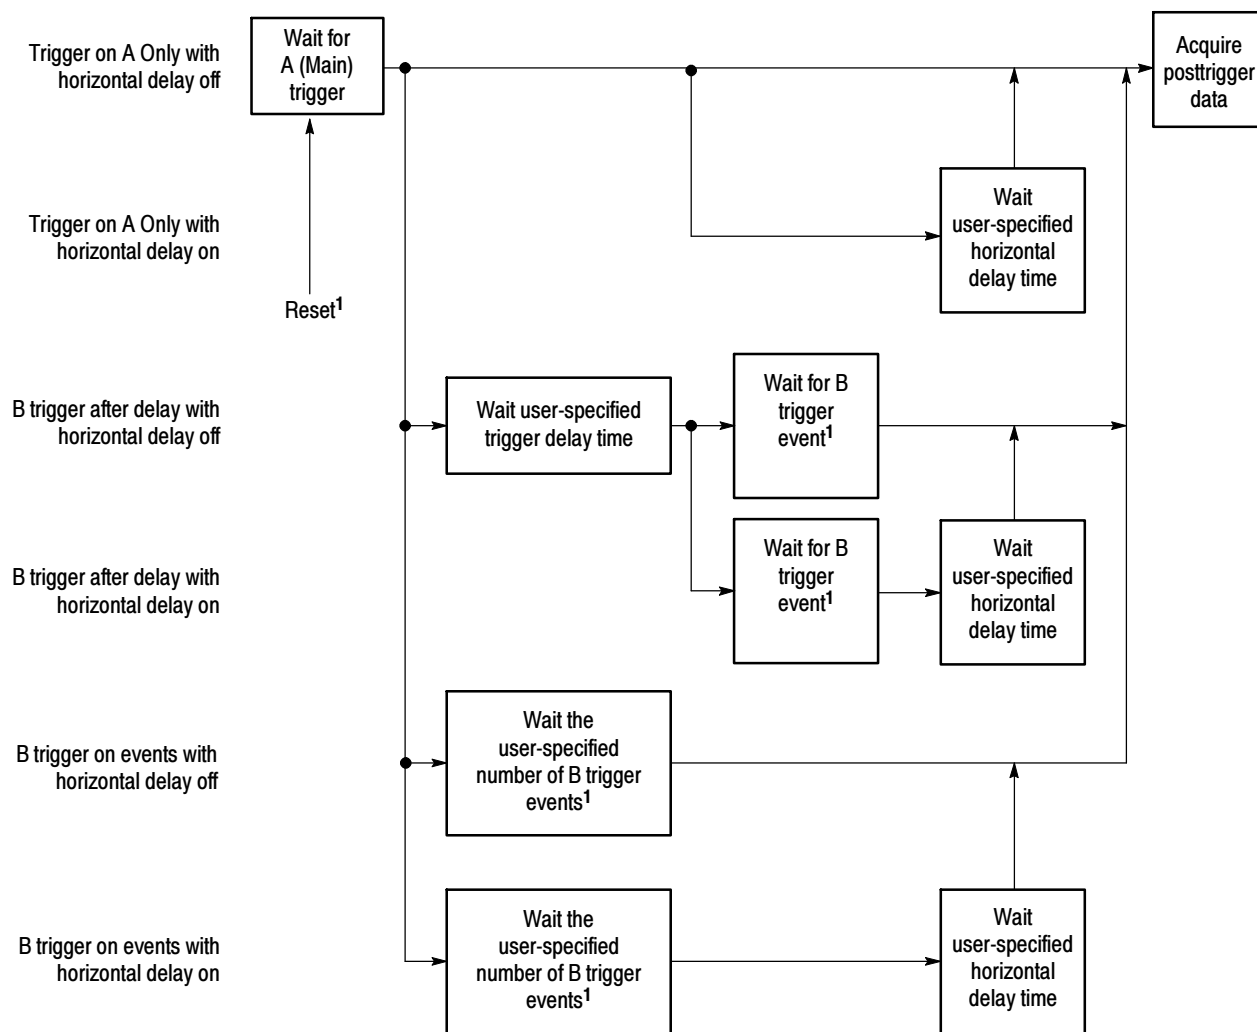 Trigger on A Only with
horizontal delay off
Wait for
A (Main)
trigger
Acquire
posttrigger
data
Trigger on A Only with
horizontal delay on
Wait
user-specified
horizontal
delay time
Reset1
B trigger after delay with
horizontal delay off
Wait user-specified
trigger delay time
Wait for B
trigger
event1
B trigger after delay with
horizontal delay on
Wait for B
trigger
event1
Wait
user-specified
horizontal
delay time
B trigger on events with
horizontal delay off
Wait the
user-specified
number of B trigger
events1
B trigger on events with
horizontal delay on
Wait the
user-specified
number of B trigger
events1
Wait
user-specified
horizontal
delay time